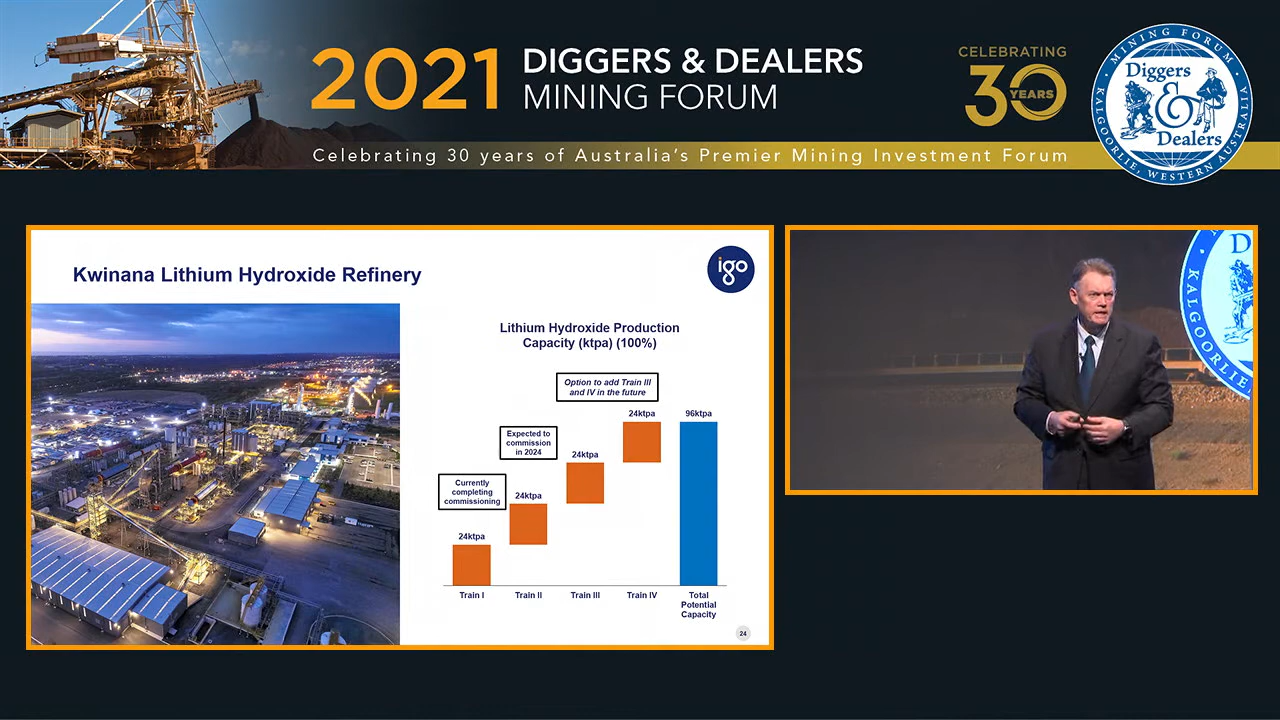 2021 DIGGERS & DEALERS
MINING FORUM
CELEBRATING
30 YEARS
MINING FORUM
Diggers
&
Dealers
KALGOORLIE, WESTERN AUSTRALIA
Celebrating 30 years of Australia's Premier Mining Investment Forum
Kwinana Lithium Hydroxide Refinery
igo
Lithium Hydroxide Production
Capacity (ktpa) (100%)
Option to add Train III
and IV in the future
24ktpa
96ktpa
Expected to
commission
in 2024
24ktpa
Currently
completing
commissioning
24ktpa
24ktpa
Train I
Train II
Train III
Train IV
Total
Potential
Capacity
24
D
KALGOORLIE